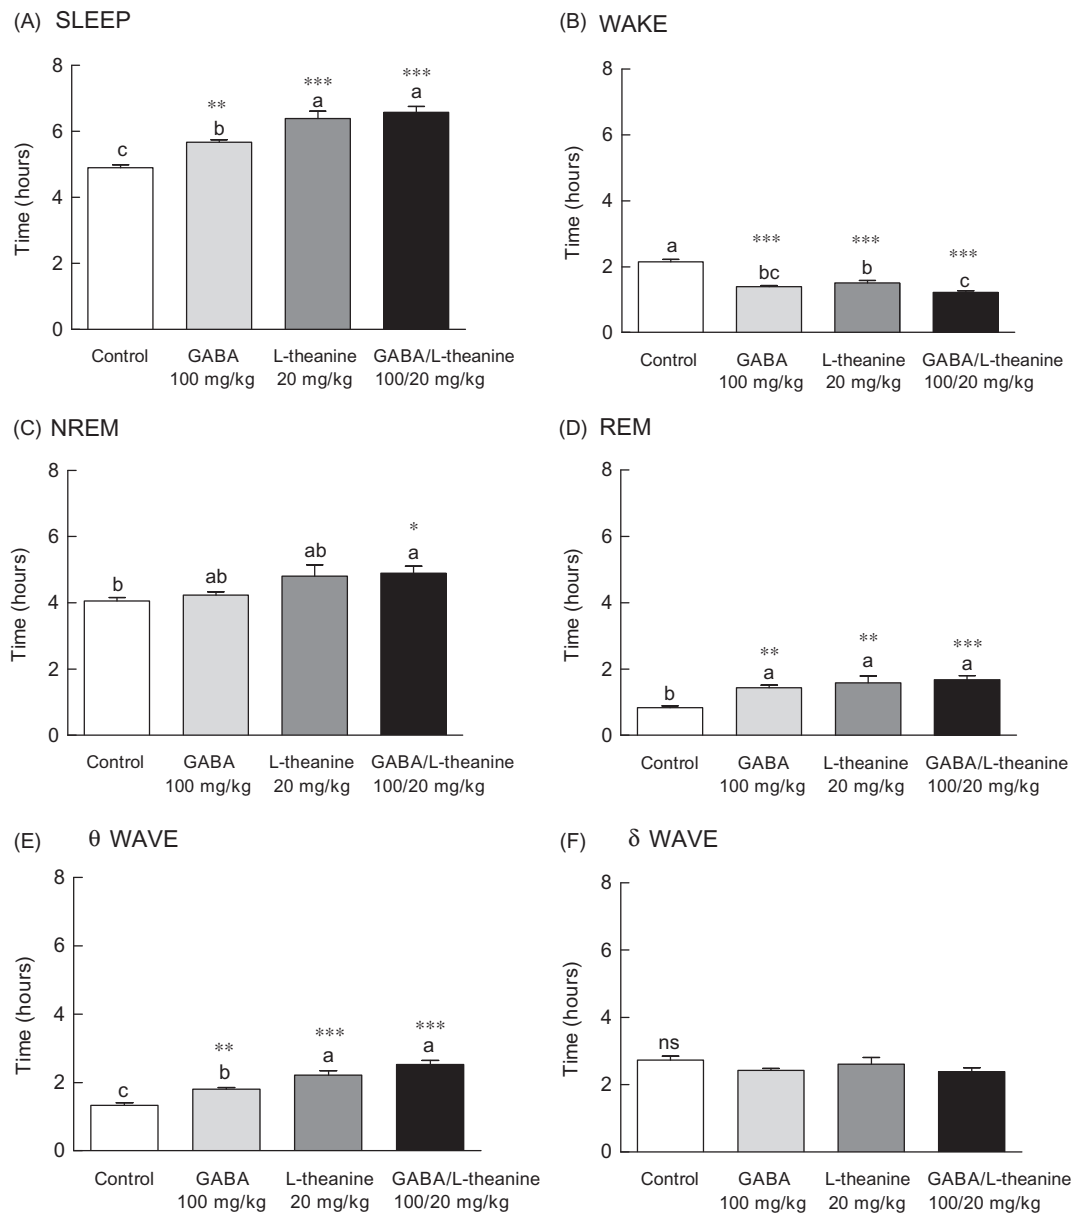 (A) SLEEP
8
6
4
2
0
Time (hours)
c
**
b
***
a
***
a
Control
GABA
100 mg/kg
L-theanine
20 mg/kg
GABA/L-theanine
100/20 mg/kg
(B) WAKE
8
6
4
2
0
Time (hours)
a
***
bc
***
b
***
c
Control
GABA
100 mg/kg
L-theanine
20 mg/kg
GABA/L-theanine
100/20 mg/kg
(C) NREM
8
6
4
2
0
Time (hours)
b
ab
ab
*
a
Control
GABA
100 mg/kg
L-theanine
20 mg/kg
GABA/L-theanine
100/20 mg/kg
(D) REM
8
6
4
2
0
Time (hours)
b
**
a
**
a
***
a
Control
GABA
100 mg/kg
L-theanine
20 mg/kg
GABA/L-theanine
100/20 mg/kg
(E) θ WAVE
8
6
4
2
0
Time (hours)
c
**
b
***
a
***
a
Control
GABA
100 mg/kg
L-theanine
20 mg/kg
GABA/L-theanine
100/20 mg/kg
(F) δ WAVE
8
6
4
2
0
Time (hours)
ns
Control
GABA
100 mg/kg
L-theanine
20 mg/kg
GABA/L-theanine
100/20 mg/kg